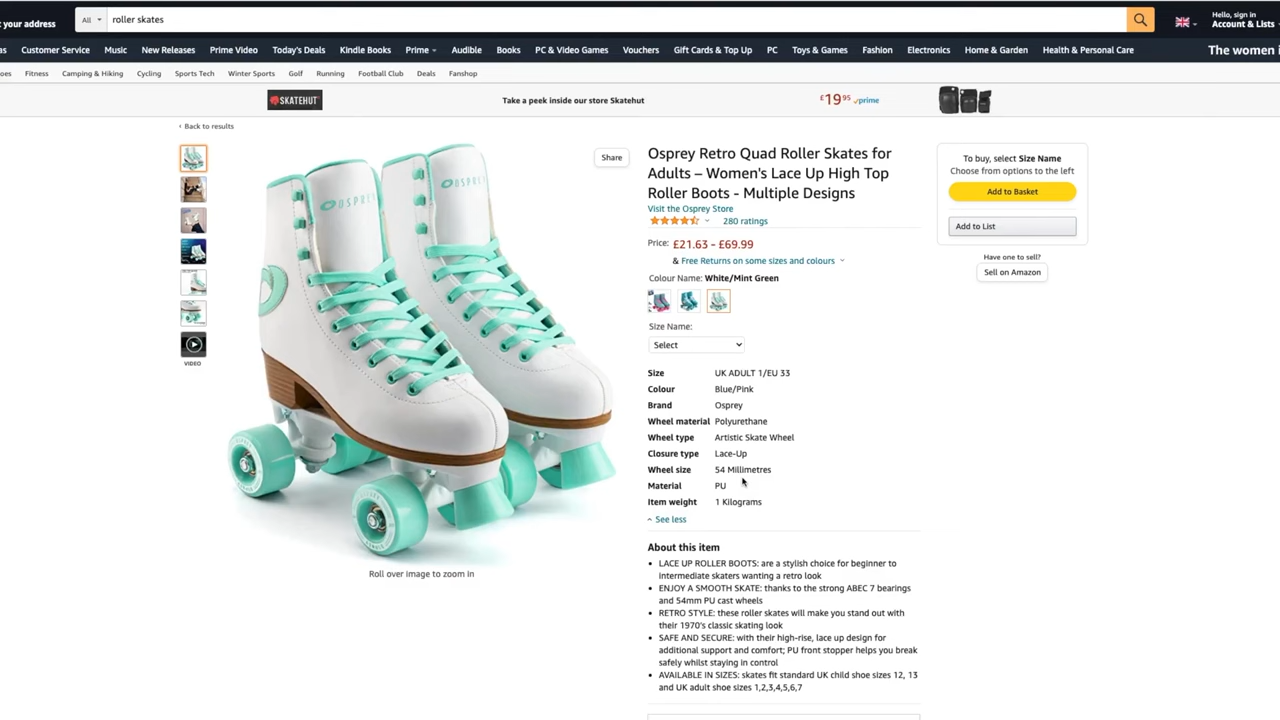 your address
All
roller skates
Hello, sign in
Account & Lists
Customer Service
Music
New Releases
Prime Video
Today's Deals
Kindle Books
Prime
Audible
Books
PC & Video Games
Vouchers
Gift Cards & Top Up
PC
Toys & Games
Fashion
Electronics
Home & Garden
Health & Personal Care
The women i
Fitness
Camping & Hiking
Cycling
Sports Tech
Winter Sports
Golf
Running
Football Club
Deals
Fanshop
SKATEHUT
Take a peek inside our store Skatehut
£19⁹⁵ prime
‹ Back to results
Share
OSPREY
OSPREY
VIDEO
Roll over image to zoom in
Osprey Retro Quad Roller Skates for
Adults – Women's Lace Up High Top
Roller Boots - Multiple Designs
Visit the Osprey Store
280 ratings
Price: £21.63 - £69.99
& Free Returns on some sizes and colours
Colour Name: White/Mint Green
Size Name:
Select
Size UK ADULT 1/EU 33
Colour Blue/Pink
Brand Osprey
Wheel material Polyurethane
Wheel type Artistic Skate Wheel
Closure type Lace-Up
Wheel size 54 Millimetres
Material PU
Item weight 1 Kilograms
See less
About this item
• LACE UP ROLLER BOOTS: are a stylish choice for beginner to
intermediate skaters wanting a retro look
• ENJOY A SMOOTH SKATE: thanks to the strong ABEC 7 bearings
and 54mm PU cast wheels
• RETRO STYLE: these roller skates will make you stand out with
their 1970's classic skating look
• SAFE AND SECURE: with their high-rise, lace up design for
additional support and comfort; PU front stopper helps you break
safely whilst staying in control
• AVAILABLE IN SIZES: skates fit standard UK child shoe sizes 12, 13
and UK adult shoe sizes 1,2,3,4,5,6,7
To buy, select Size Name
Choose from options to the left
Add to Basket
Add to List
Have one to sell?
Sell on Amazon